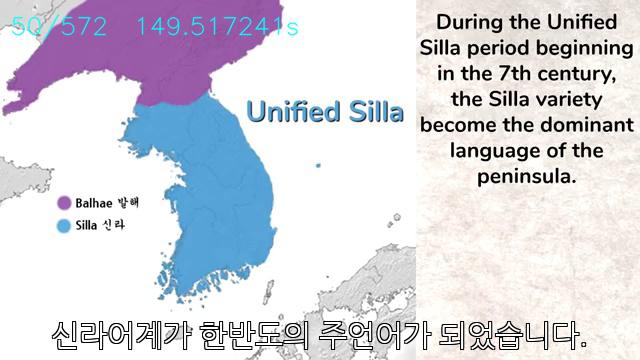 50/572 149.517241s
During the Unified
Silla period beginning
in the 7th century,
the Silla variety
become the dominant
language of the
peninsula.
Unified Silla
Balhae 발해
Silla 신라
신라어계가 한반도의 주언어가 되었습니다.